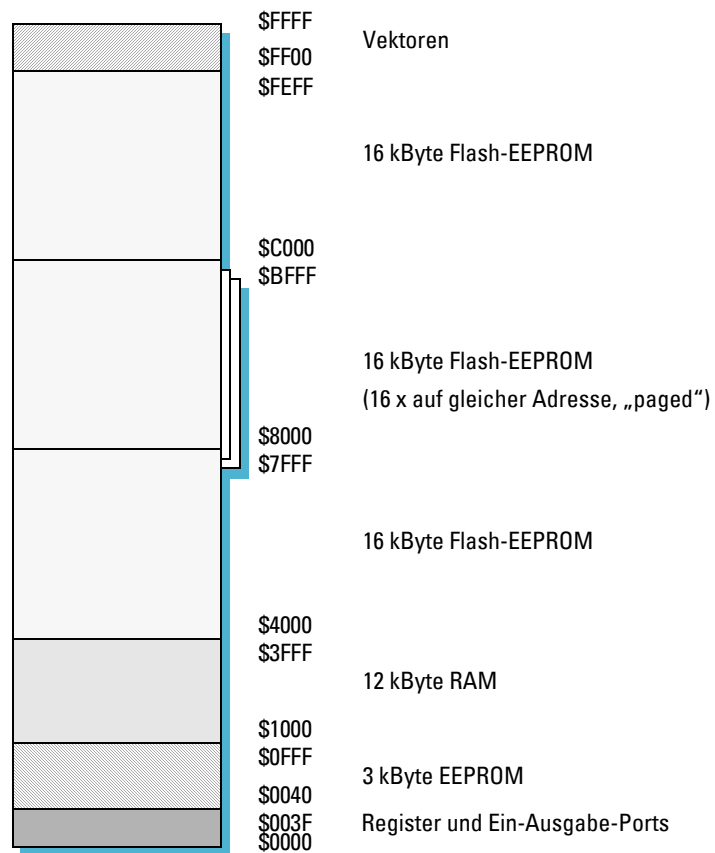 $FFFF
Vektoren
$FF00
$FEFF
16 kByte Flash-EEPROM
$C000
$BFFF
16 kByte Flash-EEPROM
(16 x auf gleicher Adresse, „paged“)
$8000
$7FFF
16 kByte Flash-EEPROM
$4000
$3FFF
12 kByte RAM
$1000
$0FFF
3 kByte EEPROM
$0040
$003F
Register und Ein-Ausgabe-Ports
$0000